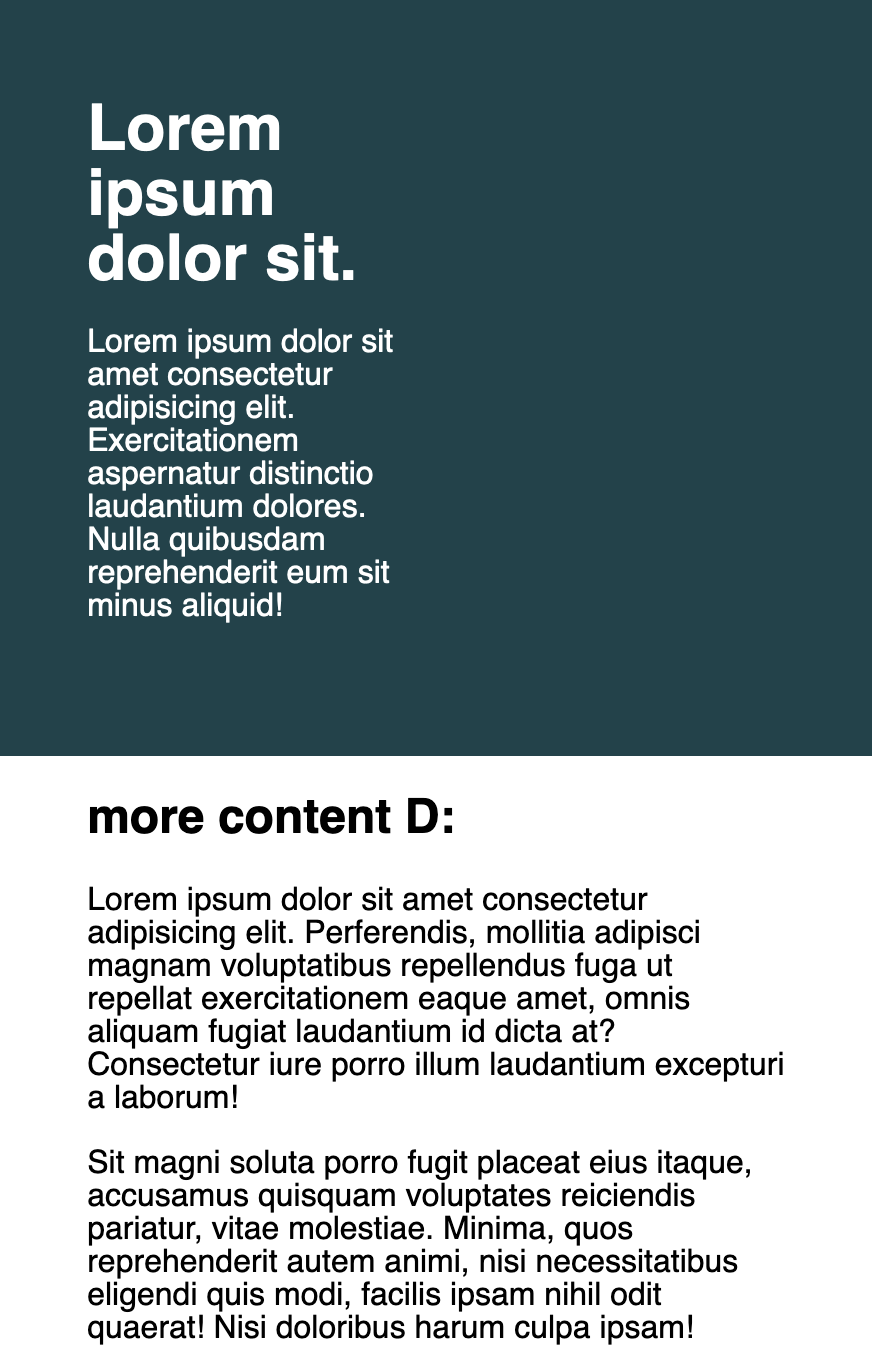 Lorem
ipsum
dolor sit.
Lorem ipsum dolor sit
amet consectetur
adipisicing elit.
Exercitationem
aspernatur distinctio
laudantium dolores.
Nulla quibusdam
reprehenderit eum sit
minus aliquid!
more content D:
Lorem ipsum dolor sit amet consectetur
adipisicing elit. Perferendis, mollitia adipisci
magnam voluptatibus repellendus fuga ut
repellat exercitationem eaque amet, omnis
aliquam fugiat laudantium id dicta at?
Consectetur iure porro illum laudantium excepturi
a laborum!
Sit magni soluta porro fugit placeat eius itaque,
accusamus quisquam voluptates reiciendis
pariatur, vitae molestiae. Minima, quos
reprehenderit autem animi, nisi necessitatibus
eligendi quis modi, facilis ipsam nihil odit
quaerat! Nisi doloribus harum culpa ipsam!